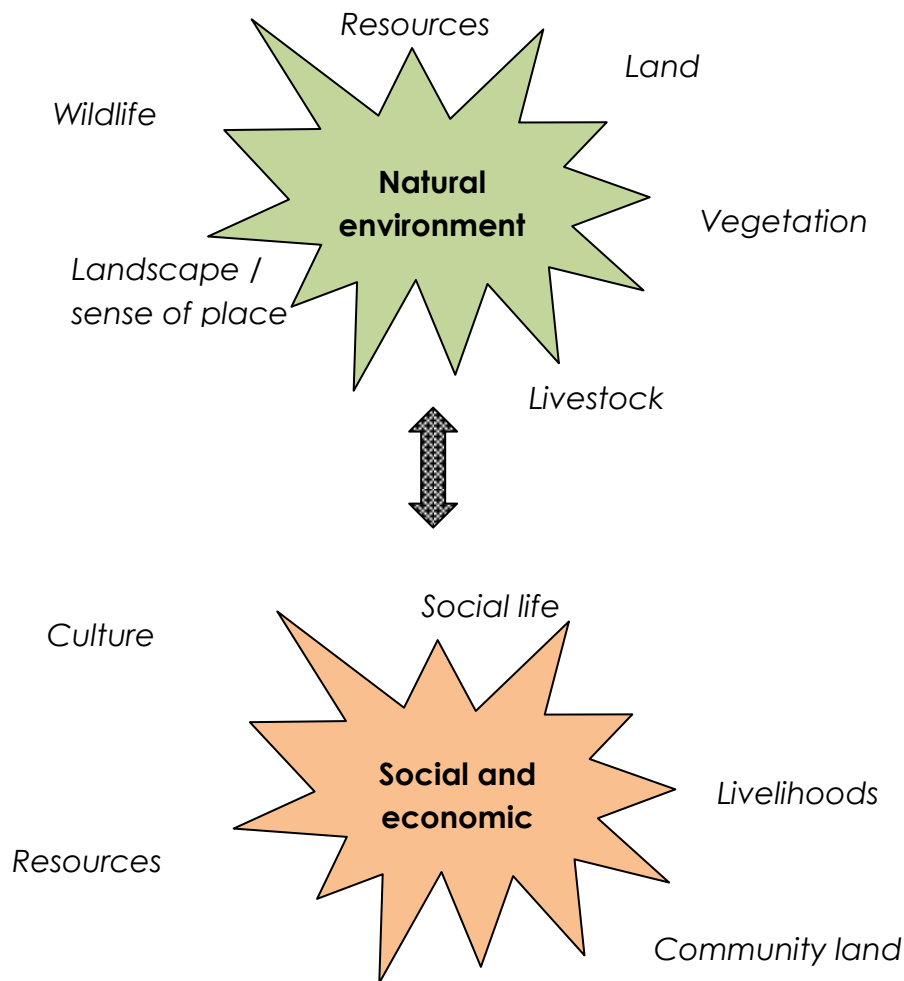 Resources
Land
Wildlife
Natural
environment
Vegetation
Landscape /
sense of place
Livestock
Social life
Culture
Social and
economic
Livelihoods
Resources
Community land